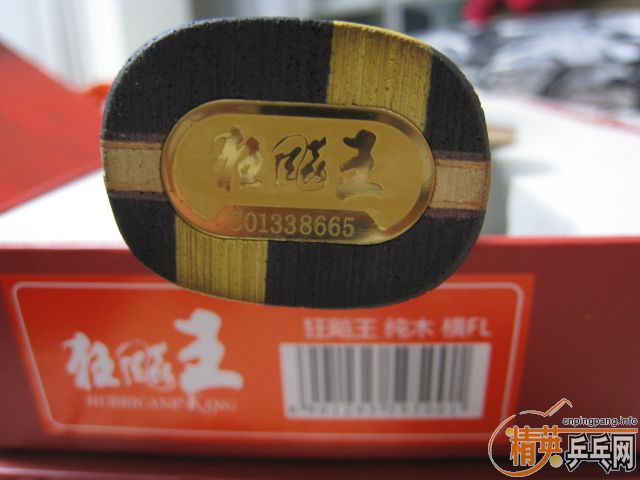 狂飚王
C01338665
狂飚王
HURRICANE KING
狂飚王 纯木 横FL
cnpingpang.info
精英乒乓网